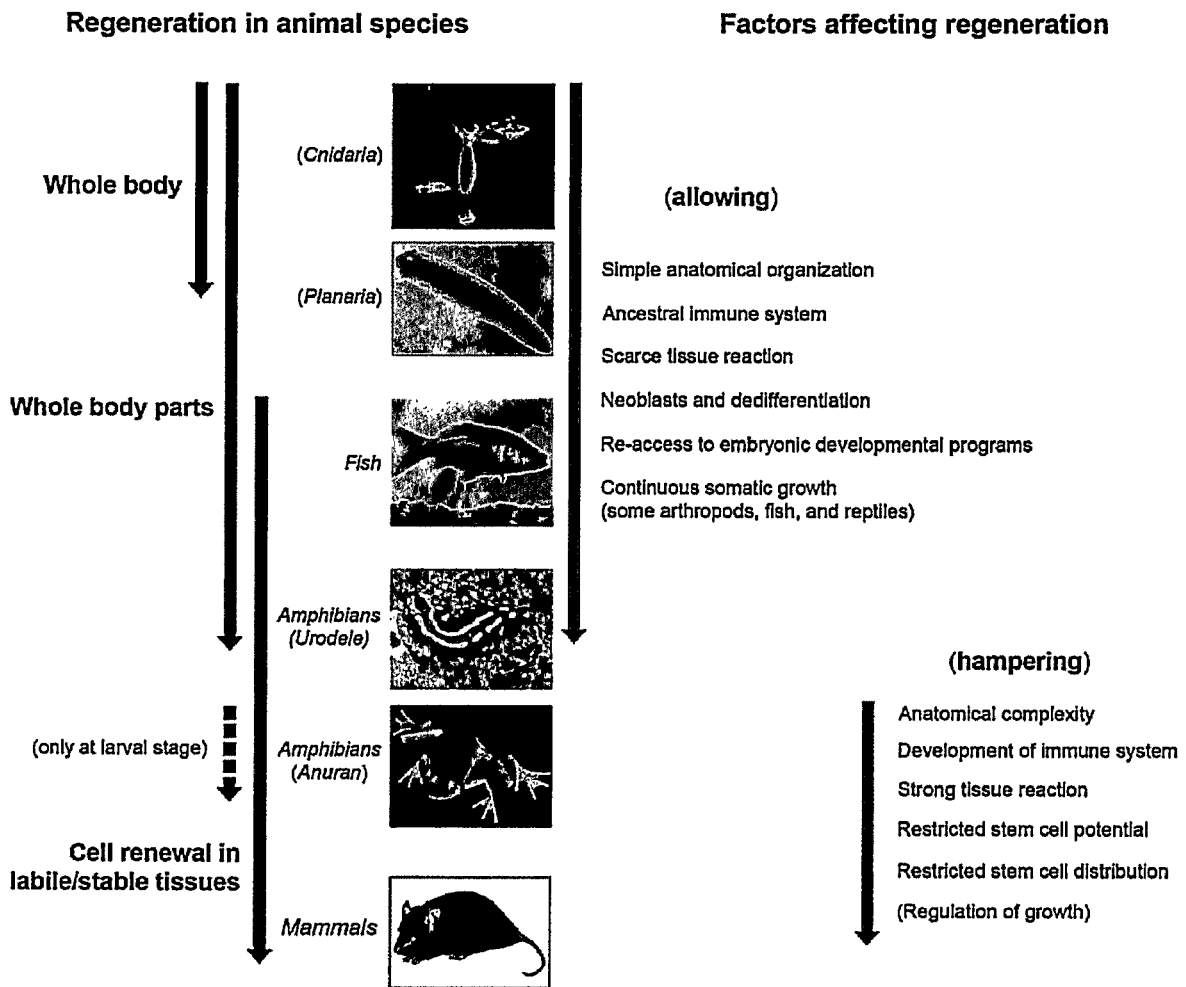 Regeneration in animal species
Factors affecting regeneration
(Cnidaria)
Whole body
(allowing)
(Planaria)
Simple anatomical organization
Ancestral immune system
Scarce tissue reaction
Whole body parts
Neoblasts and dedifferentiation
Fish
Re-access to embryonic developmental programs
Continuous somatic growth
(some arthropods, fish, and reptiles)
Amphibians
(Urodele)
(hampering)
Anatomical complexity
(only at larval stage)
Amphibians
(Anuran)
Development of immune system
Strong tissue reaction
Restricted stem cell potential
Cell renewal in
labile/stable tissues
Restricted stem cell distribution
(Regulation of growth)
Mammals